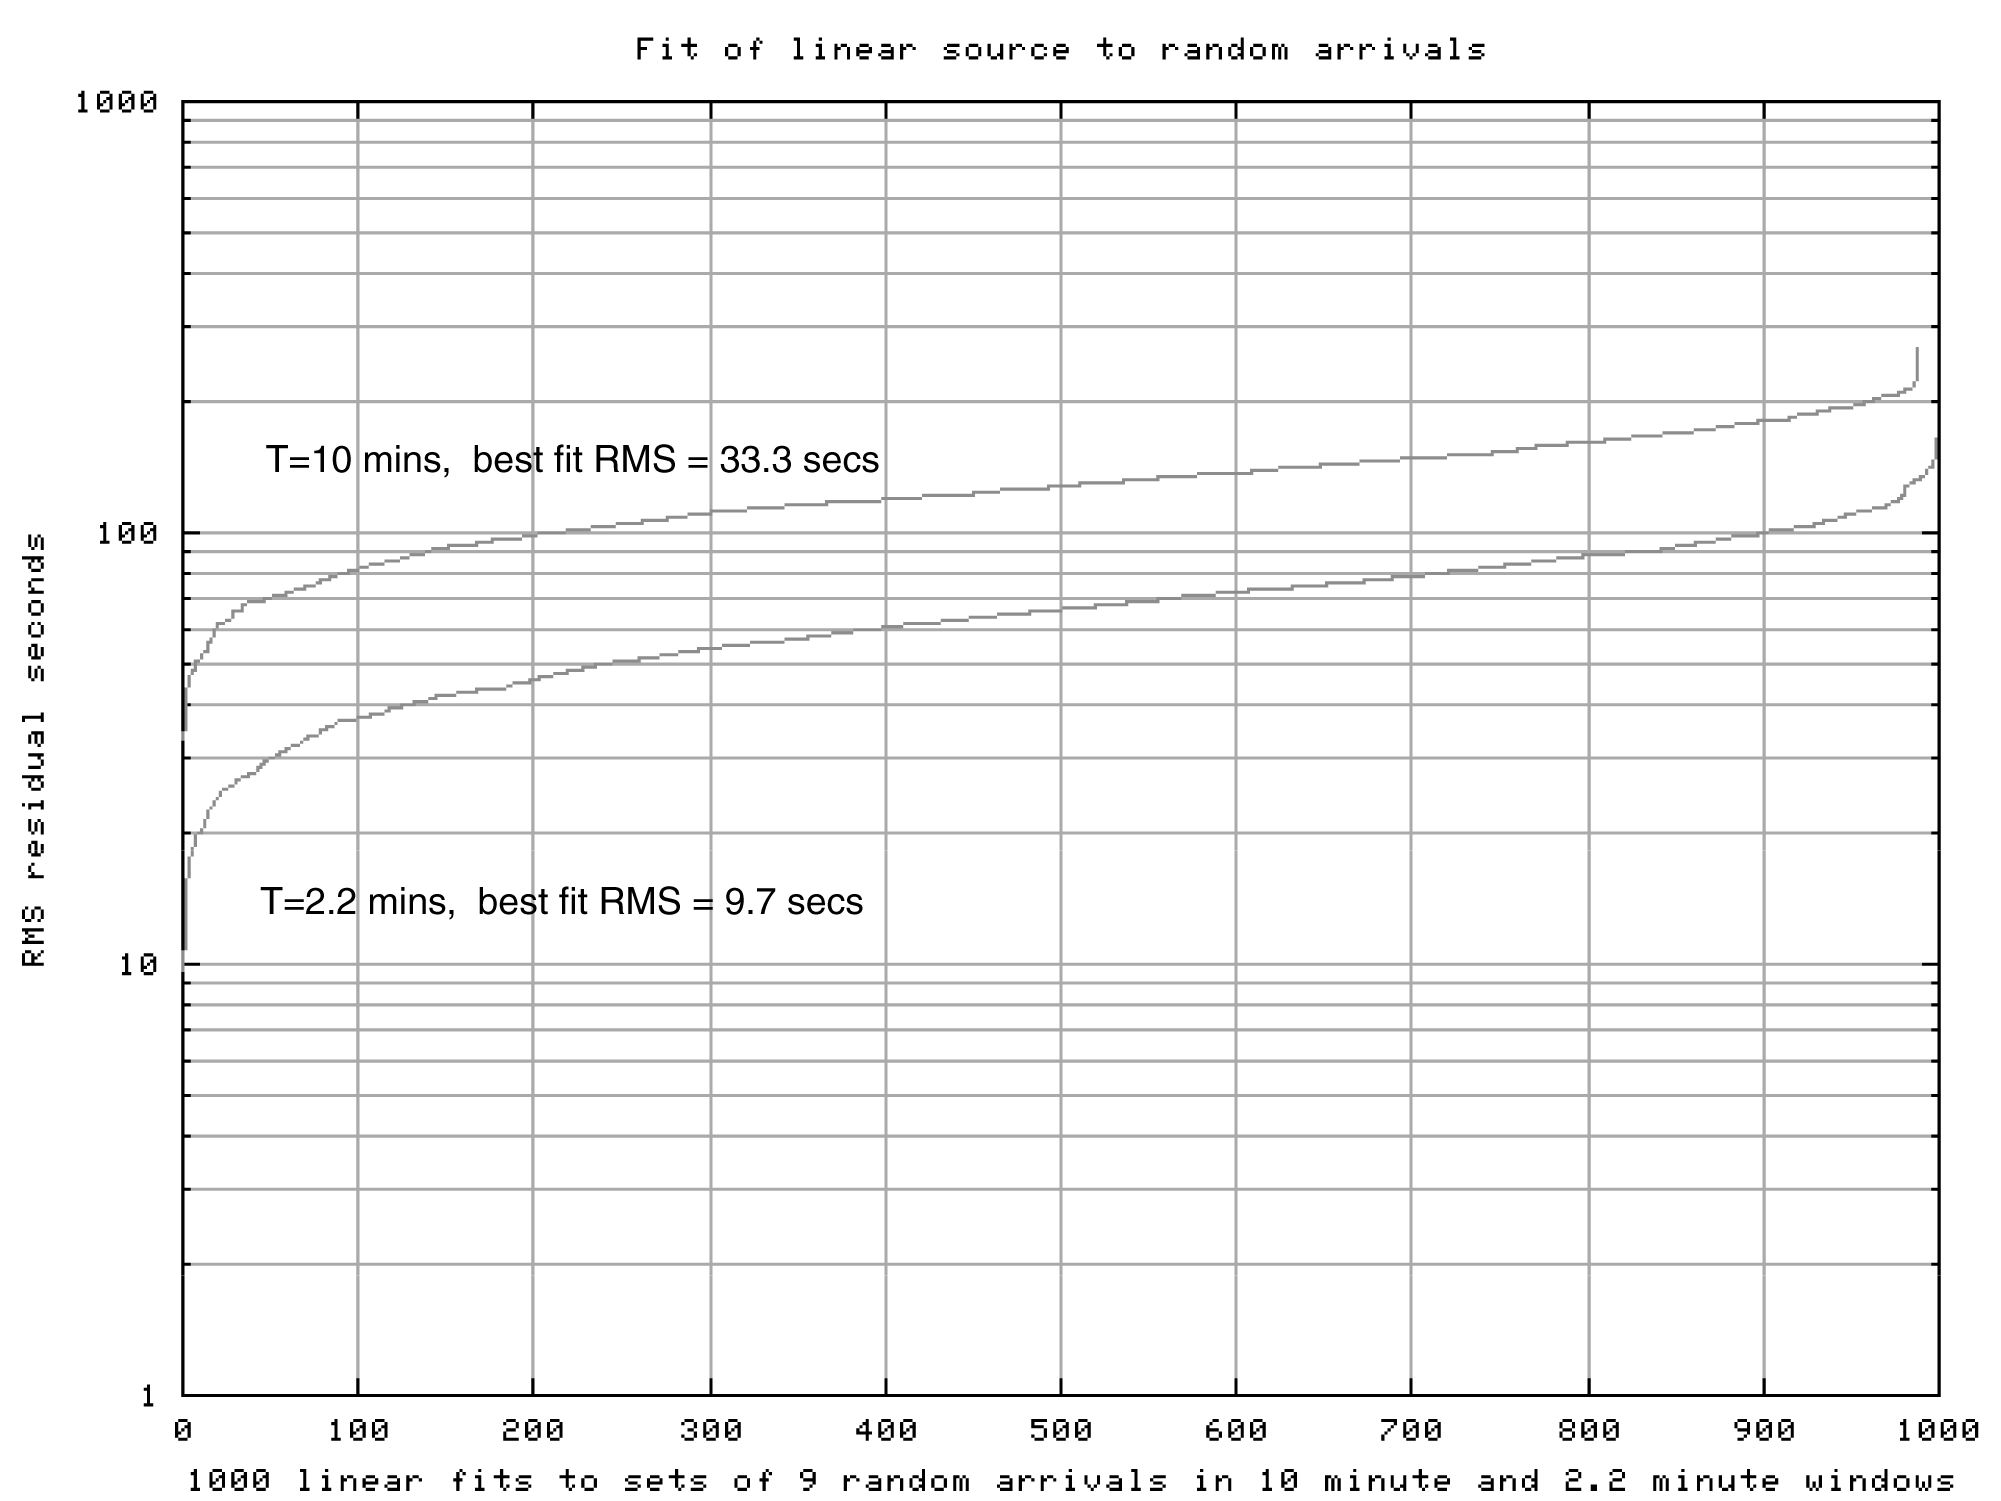 Fit of linear source to random arrivals
1000
100
10
1
RMS residual seconds
T=10 mins,  best fit RMS = 33.3 secs
T=2.2 mins,  best fit RMS = 9.7 secs
0 100 200 300 400 500 600 700 800 900 1000
1000 linear fits to sets of 9 random arrivals in 10 minute and 2.2 minute windows